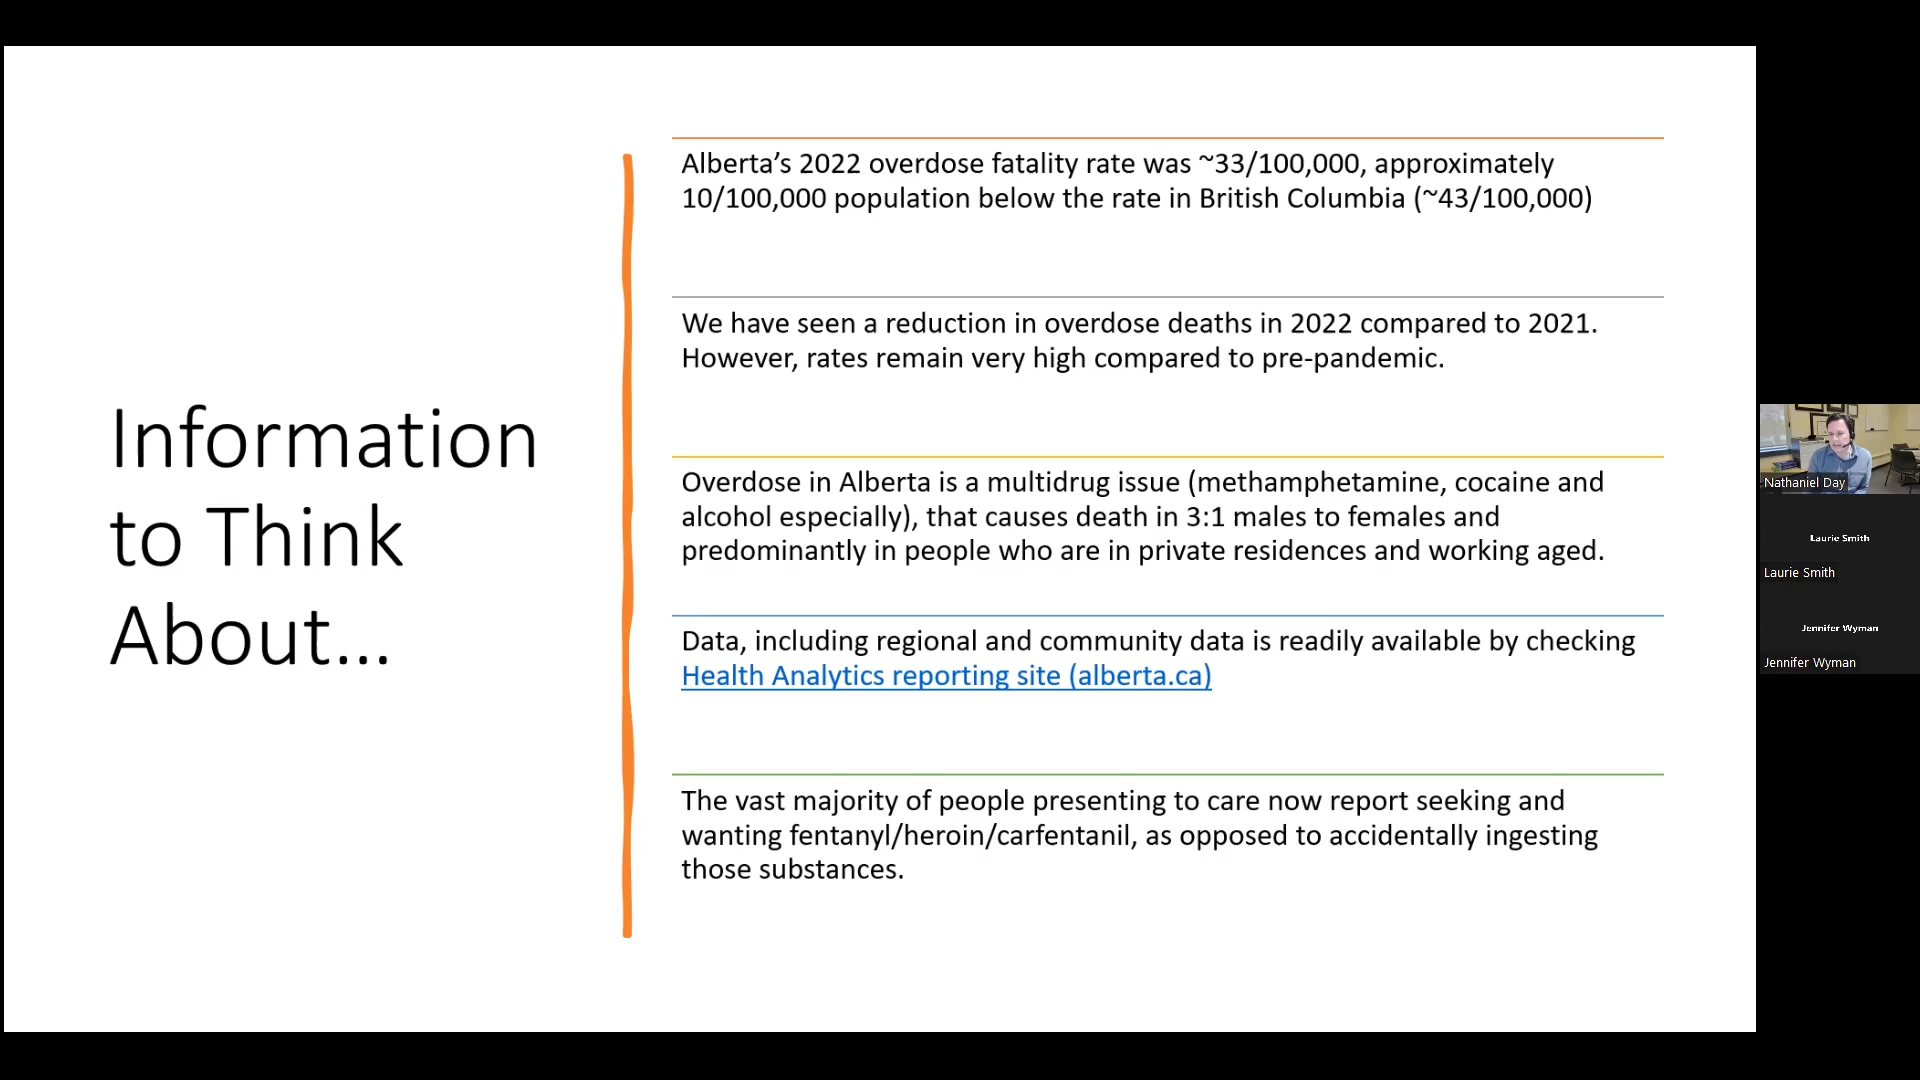 Information
to Think
About...
Alberta’s 2022 overdose fatality rate was ~33/100,000, approximately
10/100,000 population below the rate in British Columbia (~43/100,000)
We have seen a reduction in overdose deaths in 2022 compared to 2021.
However, rates remain very high compared to pre-pandemic.
Overdose in Alberta is a multidrug issue (methamphetamine, cocaine and
alcohol especially), that causes death in 3:1 males to females and
predominantly in people who are in private residences and working aged.
Data, including regional and community data is readily available by checking
Health Analytics reporting site (alberta.ca)
The vast majority of people presenting to care now report seeking and
wanting fentanyl/heroin/carfentanil, as opposed to accidentally ingesting
those substances.
Nathaniel Day
Laurie Smith
Laurie Smith
Jennifer Wyman
Jennifer Wyman